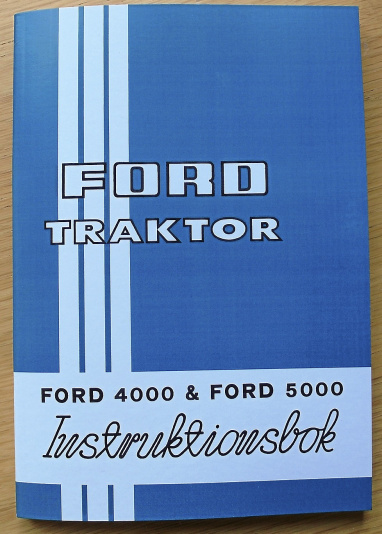 FORD
TRAKTOR
FORD 4000 & FORD 5000
Instruktionsbok